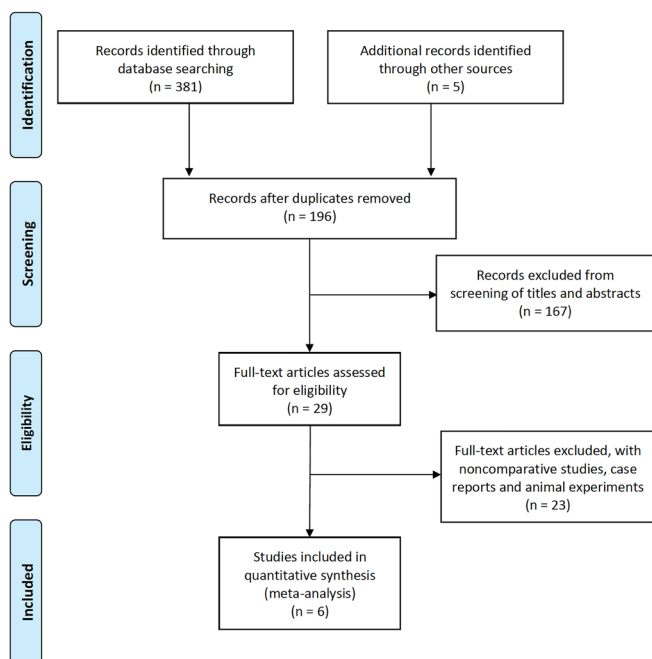 Identification
Records identified through
database searching
(n = 381)
Additional records identified
through other sources
(n = 5)
Screening
Records after duplicates removed
(n = 196)
Records excluded from
screening of titles and abstracts
(n = 167)
Eligibility
Full-text articles assessed
for eligibility
(n = 29)
Full-text articles excluded, with
noncomparative studies, case
reports and animal experiments
(n = 23)
Included
Studies included in
quantitative synthesis
(meta-analysis)
(n = 6)